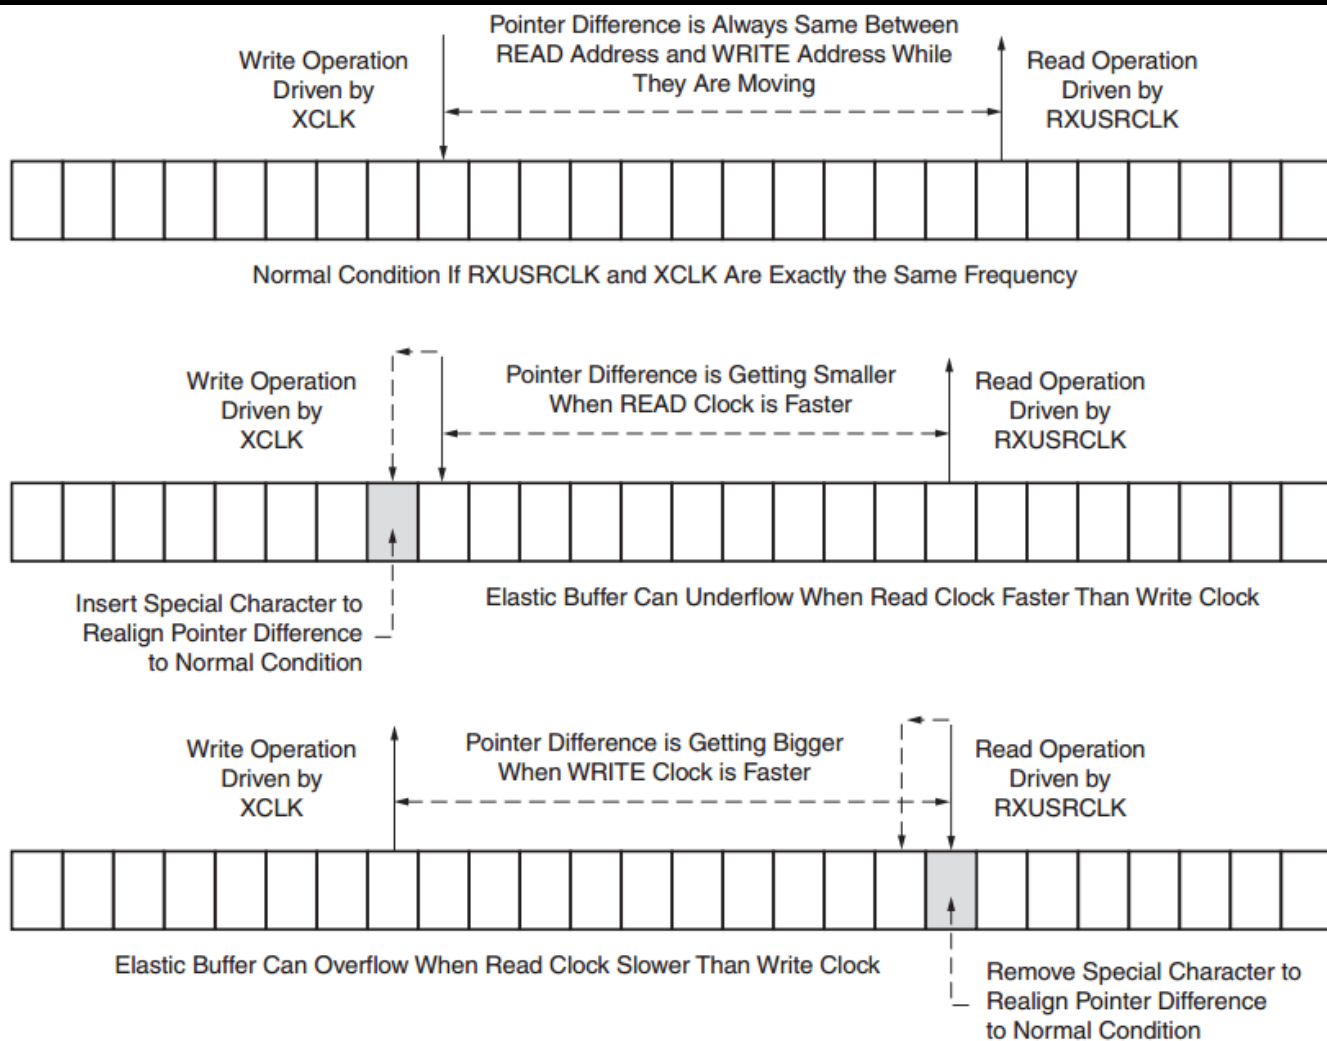 Pointer Difference is Always Same Between
READ Address and WRITE Address While
They Are Moving
Write Operation
Driven by
XCLK
Read Operation
Driven by
RXUSRCLK
Normal Condition If RXUSRCLK and XCLK Are Exactly the Same Frequency
Write Operation
Driven by
XCLK
Pointer Difference is Getting Smaller
When READ Clock is Faster
Read Operation
Driven by
RXUSRCLK
Insert Special Character to
Realign Pointer Difference
to Normal Condition
Elastic Buffer Can Underflow When Read Clock Faster Than Write Clock
Write Operation
Driven by
XCLK
Pointer Difference is Getting Bigger
When WRITE Clock is Faster
Read Operation
Driven by
RXUSRCLK
Elastic Buffer Can Overflow When Read Clock Slower Than Write Clock
Remove Special Character to
Realign Pointer Difference
to Normal Condition